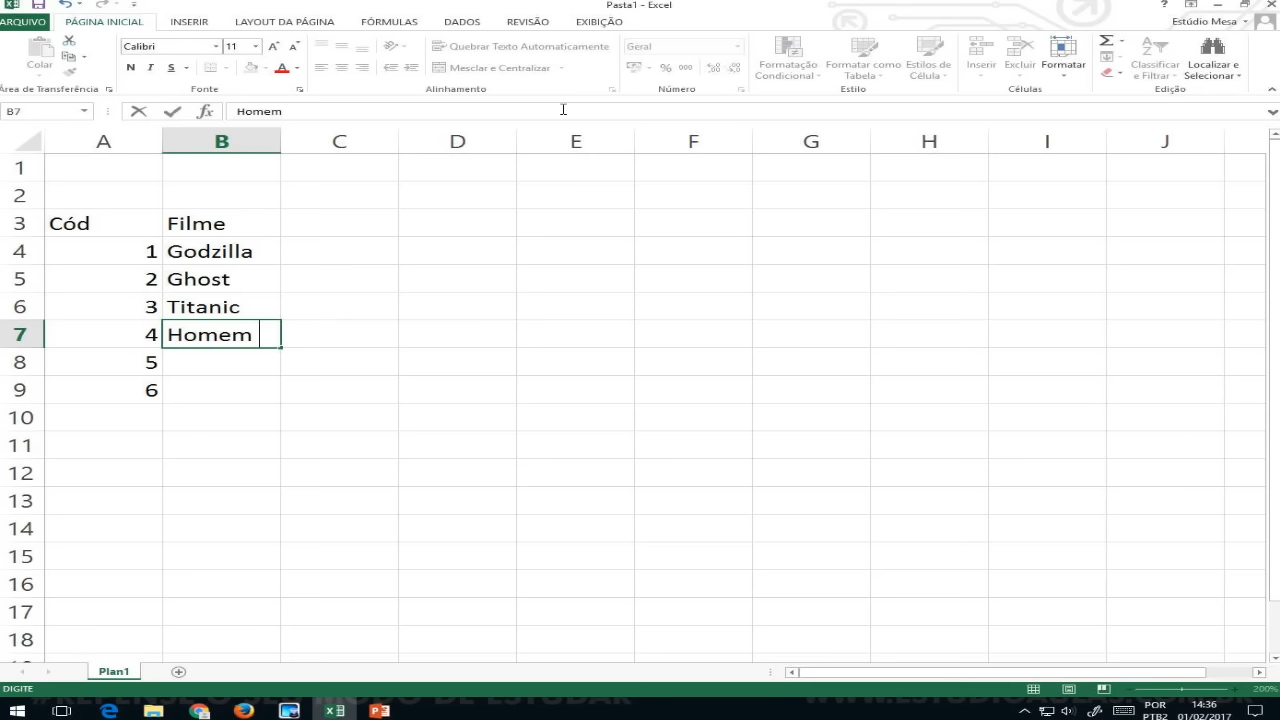 Pasta1 - Excel
?
ARQUIVO PÁGINA INICIAL INSERIR LAYOUT DA PÁGINA FÓRMULAS DADOS REVISÃO EXIBIÇÃO Estúdio Mesa
Colar
Calibri 11
Quebrar Texto Automaticamente
Geral
N I S
Mesclar e Centralizar
% 000
Formatação Condicional
Formatar como Tabela
Estilos de Célula
Inserir Excluir Formatar
Classificar e Filtrar
Localizar e Selecionar
Área de Transferência Fonte Alinhamento Número Estilo Células Edição
B7 fx Homem
A B C D E F G H I J
1
2
3 Cód Filme
4 1 Godzilla
5 2 Ghost
6 3 Titanic
7 4 Homem
8 5
9 6
10
11
12
13
14
15
16
17
18
Plan1
DIGITE 200%
POR 14:36
PTB2 01/02/2017